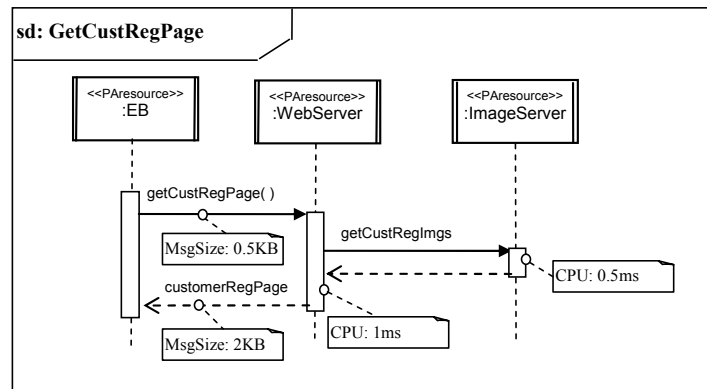 sd: GetCustRegPage
<<PAresource>>
:EB
<<PAresource>>
:WebServer
<<PAresource>>
:ImageServer
getCustRegPage( )
MsgSize: 0.5KB
getCustRegImgs
CPU: 0.5ms
customerRegPage
CPU: 1ms
MsgSize: 2KB